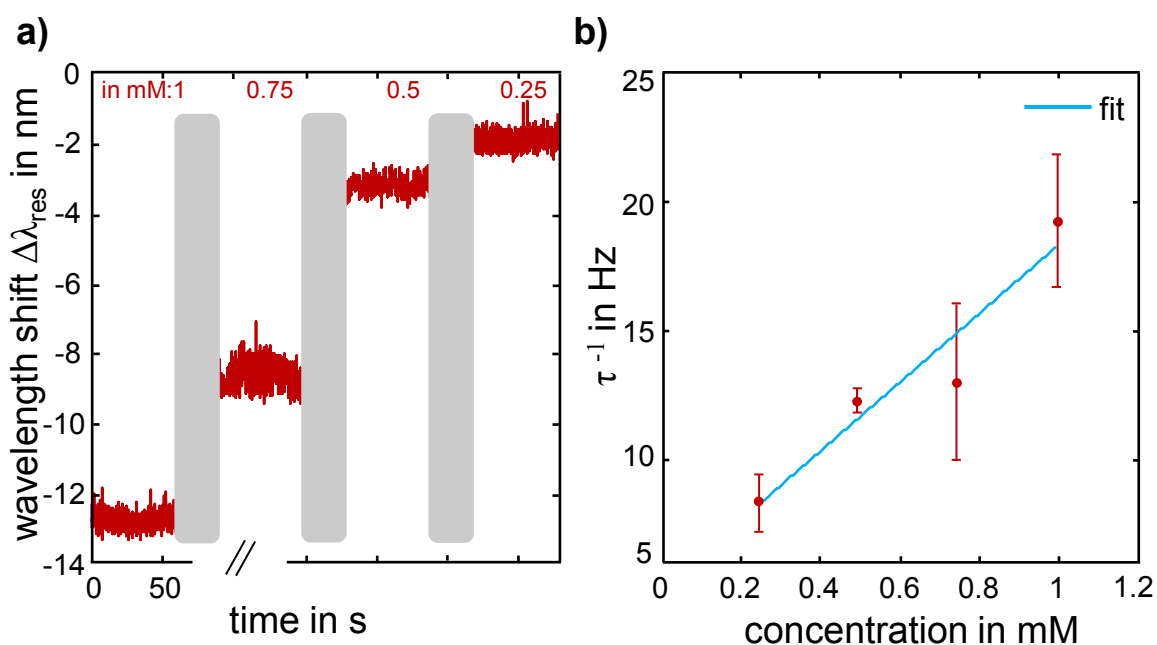 a)
wavelength shift Δλres in nm
0
-2
-4
-6
-8
-10
-12
-14
in mM:1 0.75 0.5 0.25
0 50
time in s
b)
τ -1 in Hz
25
20
15
10
5
fit
0 0.2 0.4 0.6 0.8 1 1.2
concentration in mM